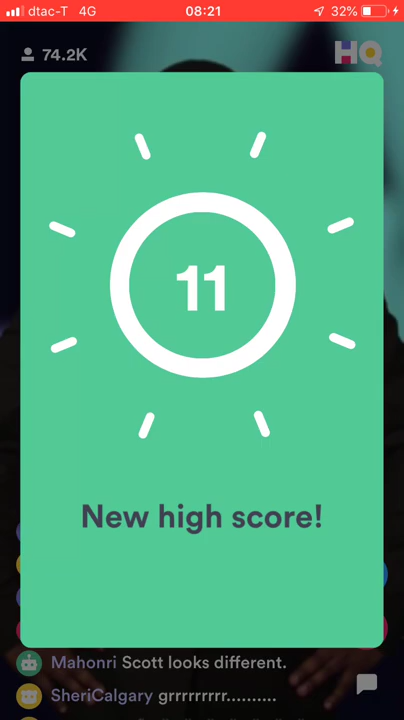 dtac-T 4G 08:21 32%
74.2K HQ
11
New high score!
Mahonri Scott looks different.
SheriCalgary grrrrrrrrr..........